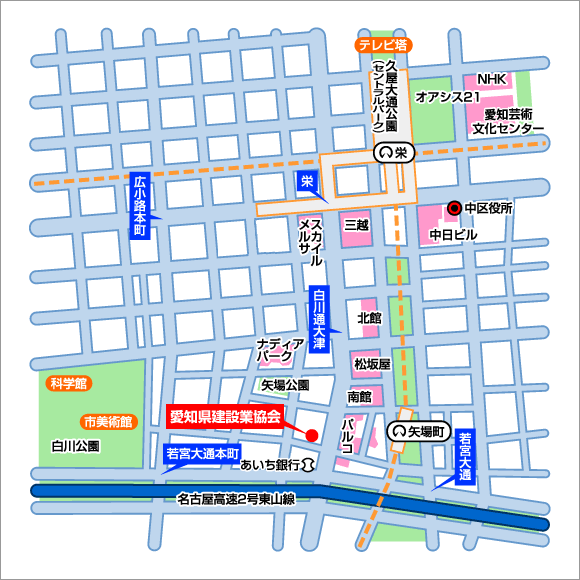 テレビ塔
久屋大通公園
(セントラルパーク)
NHK
オアシス21
愛知芸術
文化センター
栄
栄
広小路本町
中区役所
中日ビル
三越
スカイル
メルサ
白川通大津
北館
ナディア
パーク
松坂屋
矢場公園
南館
科学館
市美術館
白川公園
愛知県建設業協会
パルコ
矢場町
若宮大通
若宮大通本町
あいち銀行
名古屋高速2号東山線